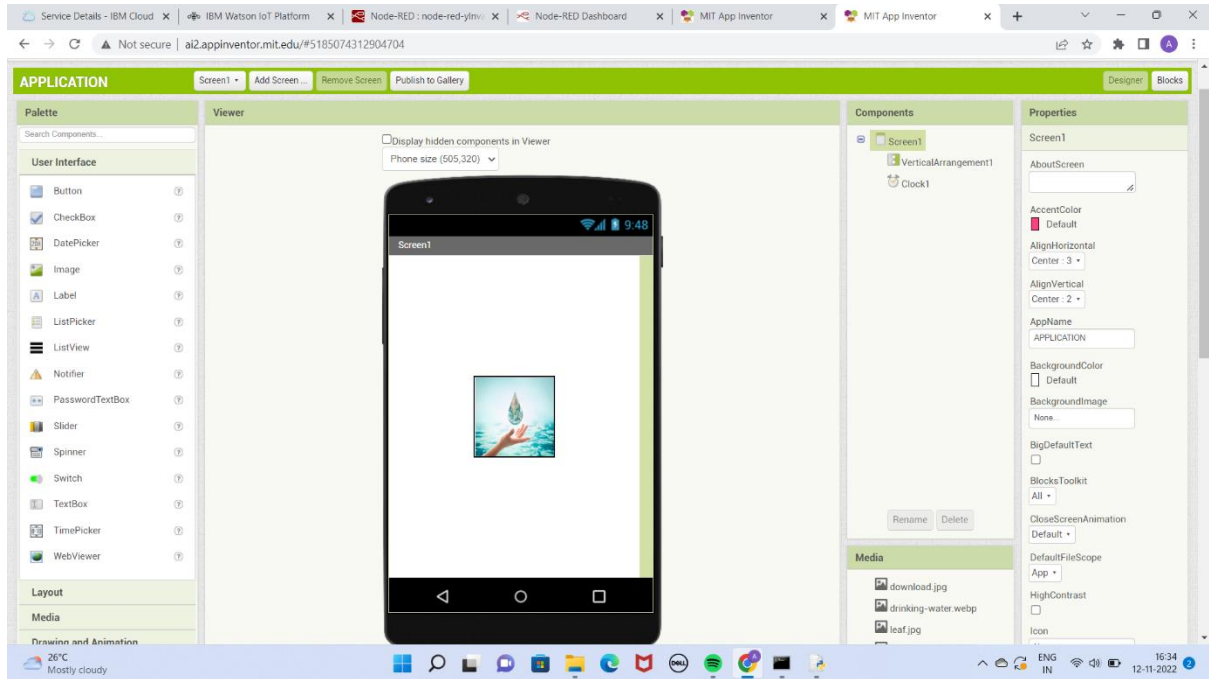 Service Details - IBM Cloud
IBM Watson IoT Platform
Node-RED : node-red-ylnv
Node-RED Dashboard
MIT App Inventor
MIT App Inventor
Not secure | ai2.appinventor.mit.edu/#5185074312904704
A
APPLICATION
Screen1
Add Screen ...
Remove Screen
Publish to Gallery
Designer
Blocks
Palette
Search Components...
User Interface
Button
CheckBox
DatePicker
Image
Label
ListPicker
ListView
Notifier
PasswordTextBox
Slider
Spinner
Switch
TextBox
TimePicker
WebViewer
Layout
Media
Drawing and Animation
Viewer
Display hidden components in Viewer
Phone size (505,320)
9:48
Screen1
Components
Screen1
VerticalArrangement1
Clock1
Rename
Delete
Media
download.jpg
drinking-water.webp
leaf.jpg
Properties
Screen1
AboutScreen
AccentColor
Default
AlignHorizontal
Center : 3
AlignVertical
Center : 2
AppName
APPLICATION
BackgroundColor
Default
BackgroundImage
None...
BigDefaultText
BlocksToolkit
All
CloseScreenAnimation
Default
DefaultFileScope
App
HighContrast
Icon
26°C
Mostly cloudy
DELL
ENG
IN
16:34
12-11-2022
2